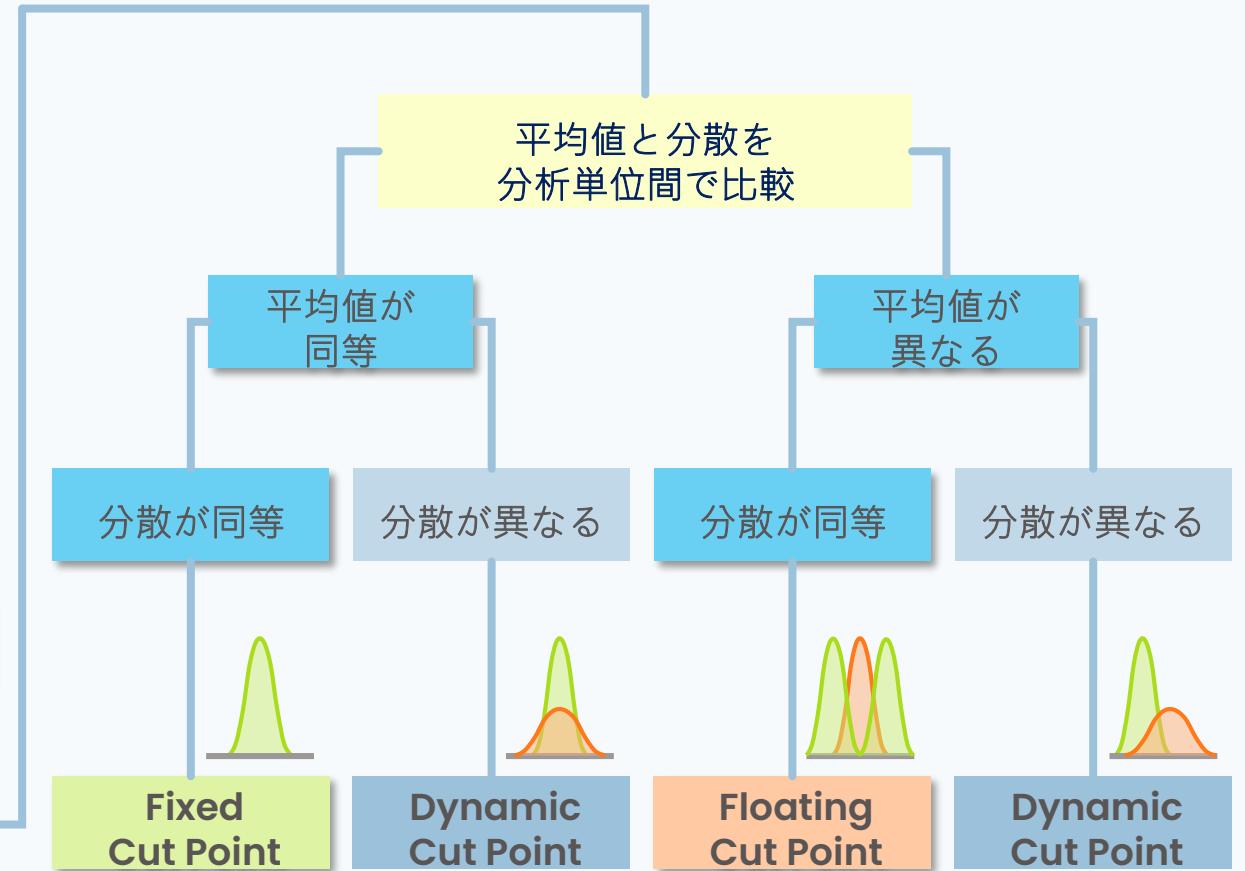 平均値と分散を
分析単位間で比較
平均値が
同等
平均値が
異なる
分散が同等
分散が異なる
分散が同等
分散が異なる
Fixed
Cut Point
Dynamic
Cut Point
Floating
Cut Point
Dynamic
Cut Point